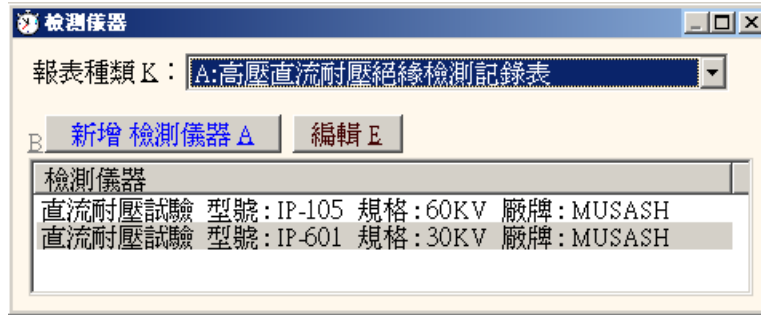 檢測儀器
報表種類 K：A:高壓直流耐壓絕緣檢測記錄表
B 新增 檢測儀器 A 編輯 E
檢測儀器
直流耐壓試驗 型號:IP-105 規格:60KV 廠牌:MUSASH
直流耐壓試驗 型號:IP-601 規格:30KV 廠牌:MUSASH